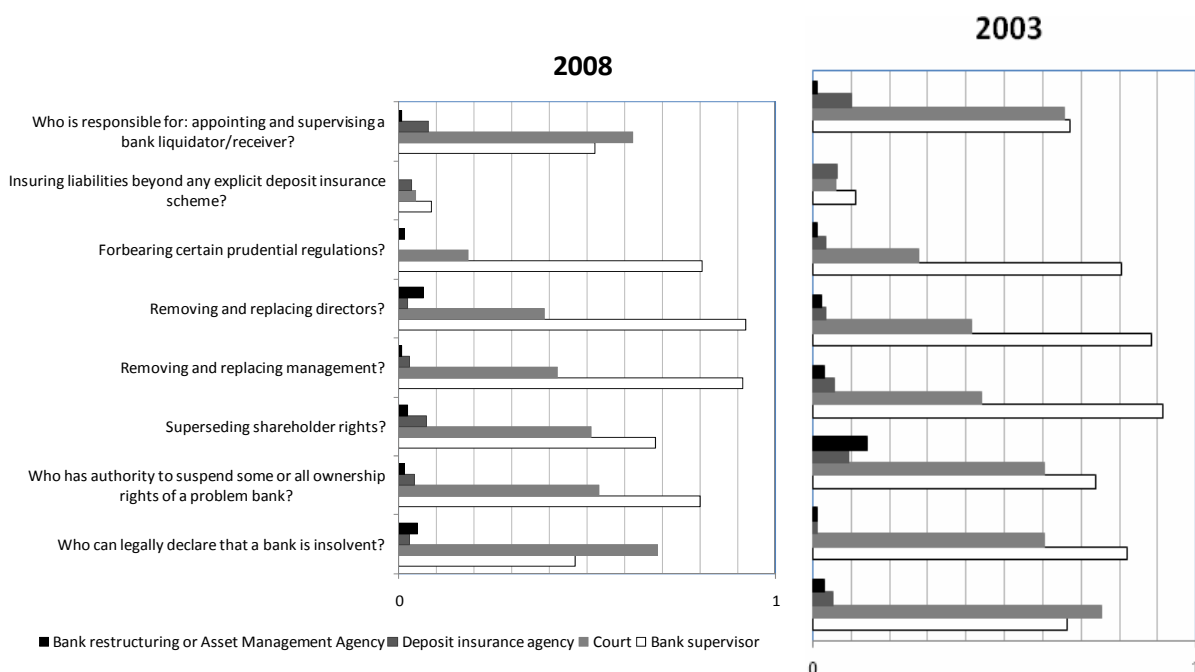 2003
2008
Who is responsible for: appointing and supervising a
bank liquidator/receiver?
Insuring liabilities beyond any explicit deposit insurance
scheme?
Forbearing certain prudential regulations?
Removing and replacing directors?
Removing and replacing management?
Superseding shareholder rights?
Who has authority to suspend some or all ownership
rights of a problem bank?
Who can legally declare that a bank is insolvent?
0 1
Bank restructuring or Asset Management Agency Deposit insurance agency Court Bank supervisor
0 1